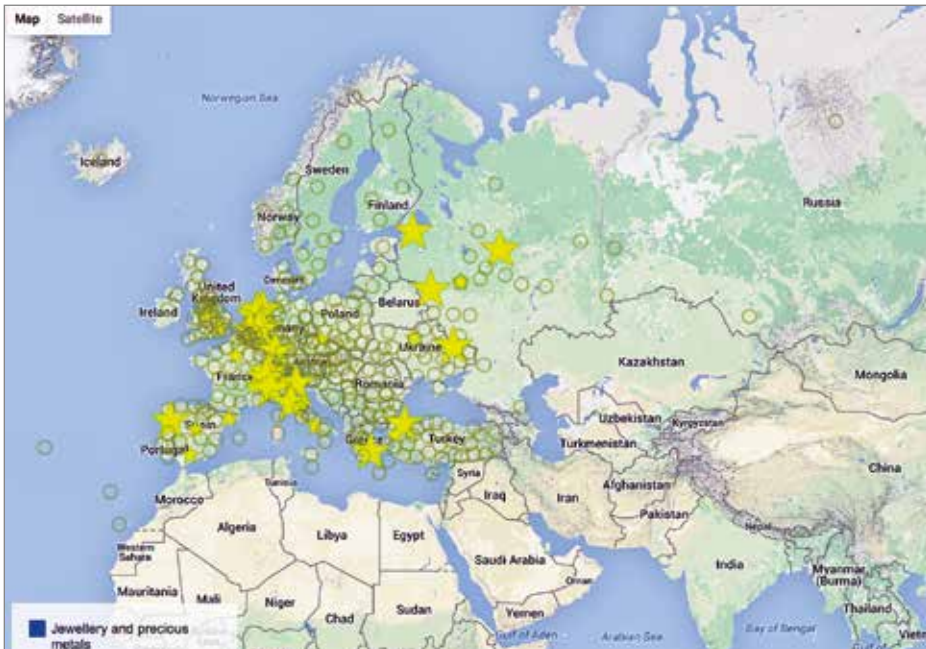 Map Satellite
Norwegian Sea
Iceland
Sweden
Finland
Russia
Norway
Denmark
United
Kingdom
Ireland
Belarus
Poland
Ukraine
France
Kazakhstan
Mongolia
Romania
Uzbekistan
Kyrgyzstan
Spain
Portugal
Greece
Turkey
Turkmenistan
China
Syria
Tunisia
Iraq
Iran
Afghanistan
Morocco
Pakistan
Algeria
Libya
Egypt
Nepal
Western
Sahara
Saudi Arabia
India
Myanmar
(Burma)
Mauritania
Mali
Niger
Oman
Chad
Sudan
Yemen
Thailand
Gulf of Aden
Arabian Sea
Bay of Bengal
Jewellery and precious
metals